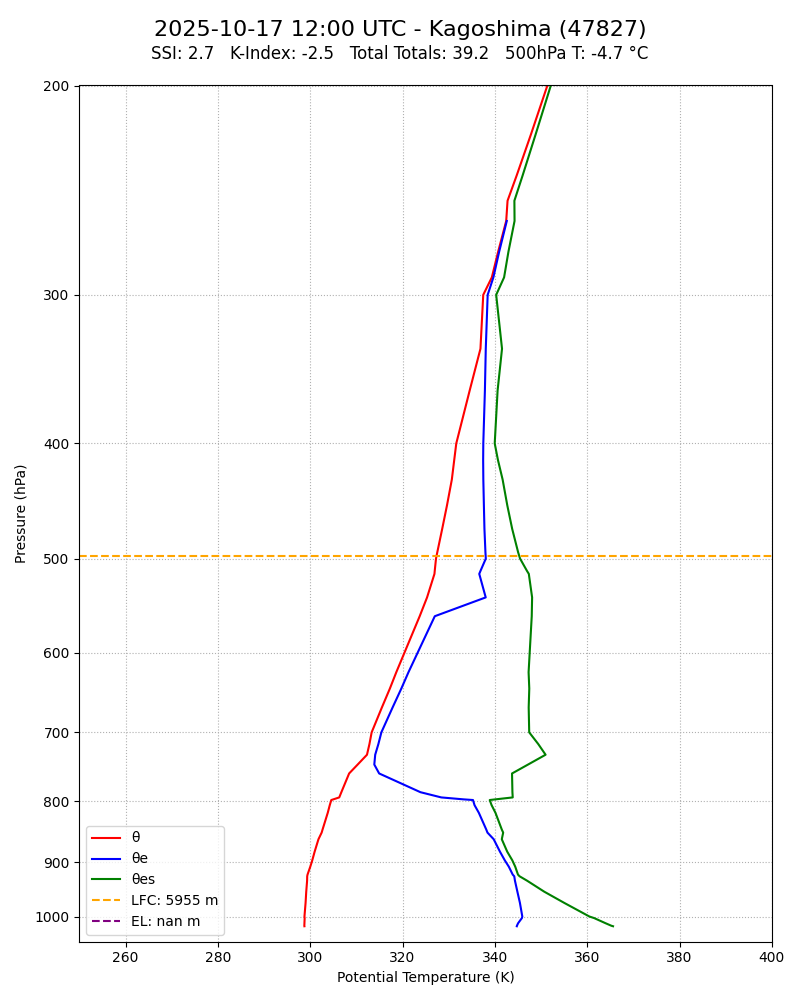 2025-10-17 12:00 UTC - Kagoshima (47827)
SSI: 2.7   K-Index: -2.5   Total Totals: 39.2   500hPa T: -4.7 °C
200
300
400
500
600
700
800
900
1000
Pressure (hPa)
θ
θe
θes
LFC: 5955 m
EL: nan m
260 280 300 320 340 360 380 400
Potential Temperature (K)